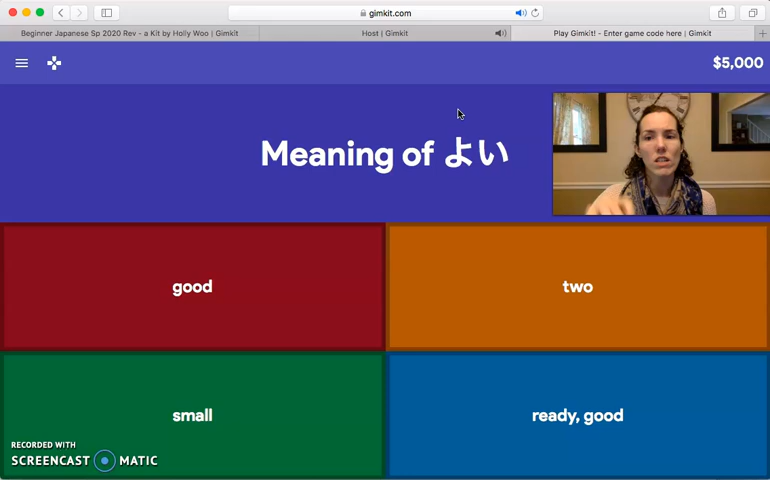 gimkit.com
Beginner Japanese Sp 2020 Rev - a Kit by Holly Woo | Gimkit
Host | Gimkit
Play Gimkit! - Enter game code here | Gimkit
$5,000
Meaning of よい
good
two
small
ready, good
RECORDED WITH
SCREENCAST MATIC